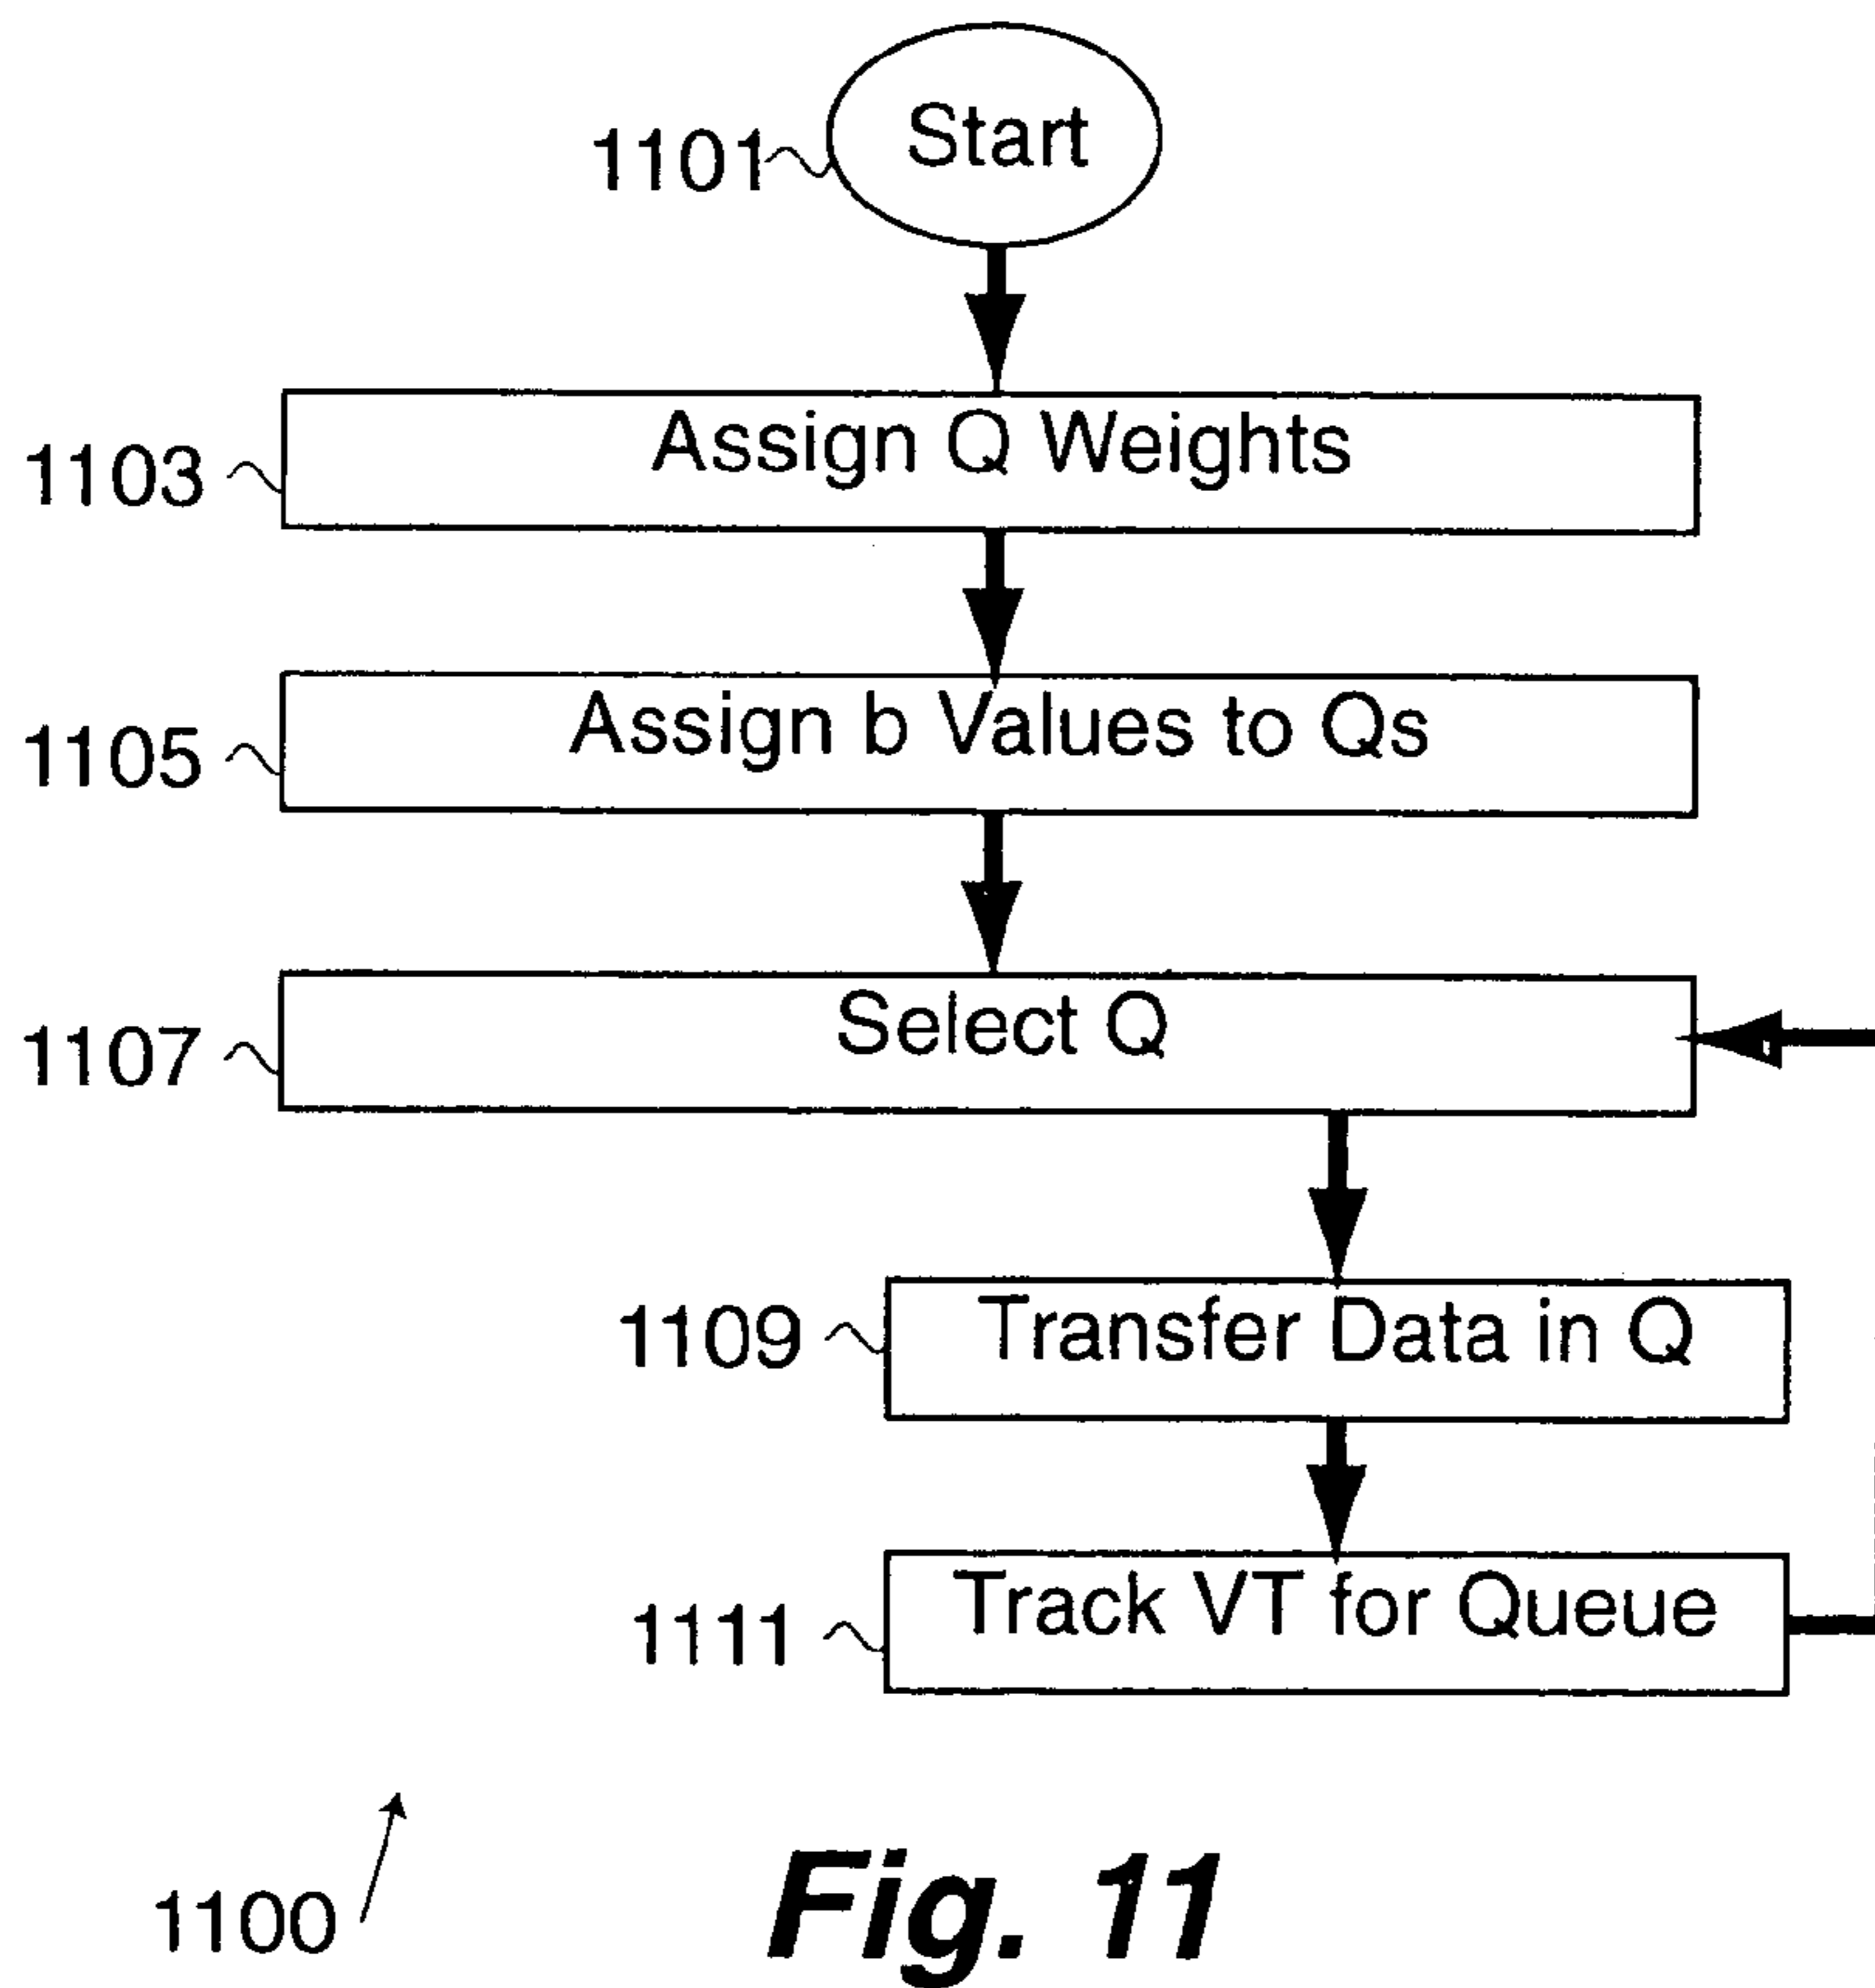 Start
1101
Assign Q Weights
1103
Assign b Values to Qs
1105
Select Q
1107
1109 Transfer Data in Q
1111 Track VT for Queue
1100
Fig. 11